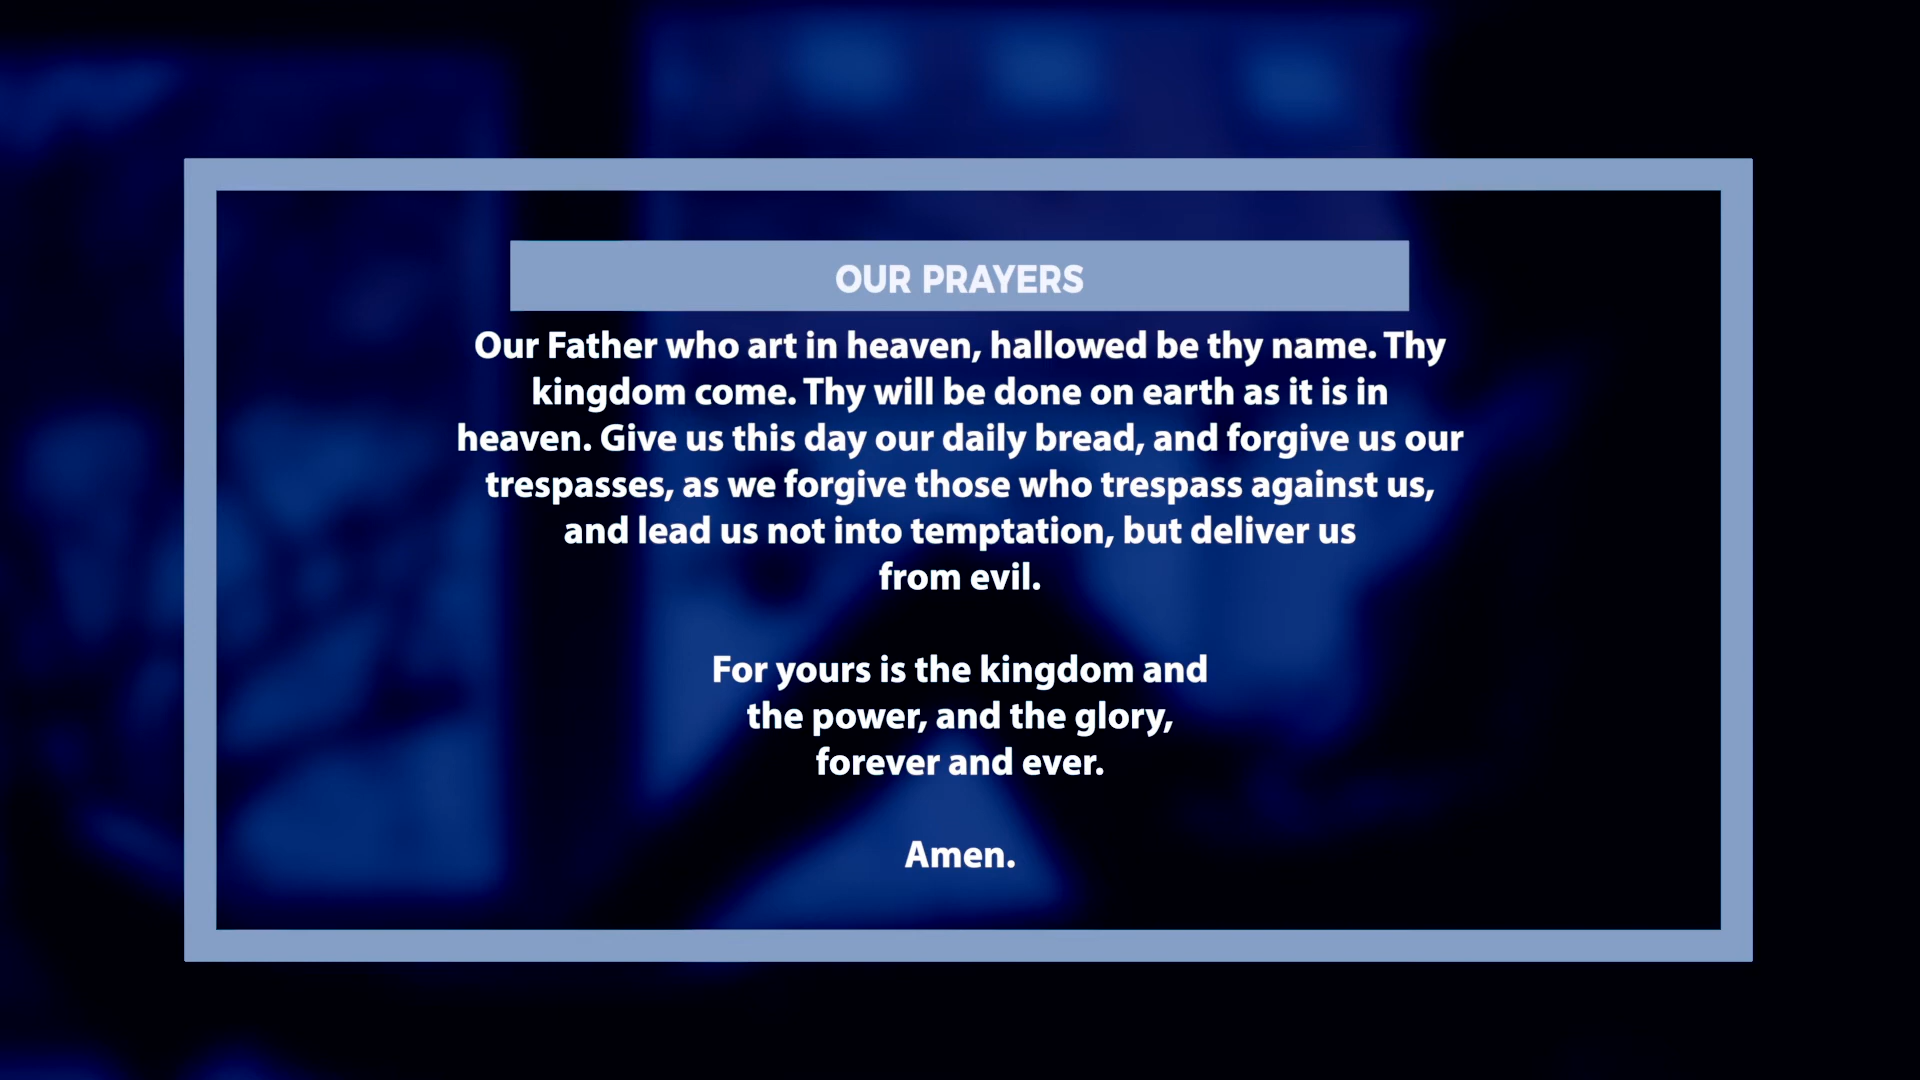 OUR PRAYERS
Our Father who art in heaven, hallowed be thy name. Thy
kingdom come. Thy will be done on earth as it is in
heaven. Give us this day our daily bread, and forgive us our
trespasses, as we forgive those who trespass against us,
and lead us not into temptation, but deliver us
from evil.
For yours is the kingdom and
the power, and the glory,
forever and ever.
Amen.